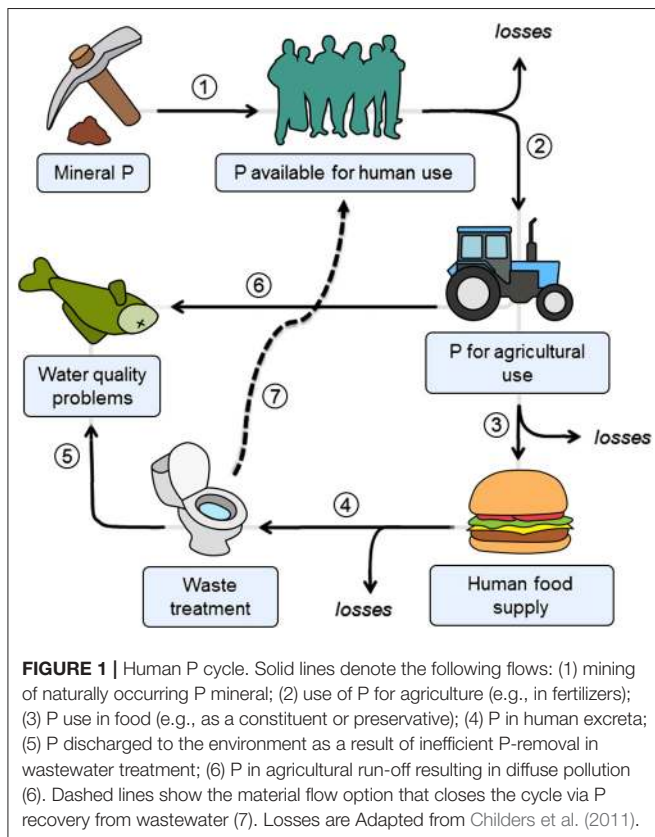 losses
①
②
Mineral P
P available for human use
⑥
Water quality
problems
P for agricultural
use
⑦
③
losses
⑤
④
Waste
treatment
losses
Human food
supply
FIGURE 1 | Human P cycle. Solid lines denote the following flows: (1) mining
of naturally occurring P mineral; (2) use of P for agriculture (e.g., in fertilizers);
(3) P use in food (e.g., as a constituent or preservative); (4) P in human excreta;
(5) P discharged to the environment as a result of inefficient P-removal in
wastewater treatment; (6) P in agricultural run-off resulting in diffuse pollution
(6). Dashed lines show the material flow option that closes the cycle via P
recovery from wastewater (7). Losses are Adapted from Childers et al. (2011).